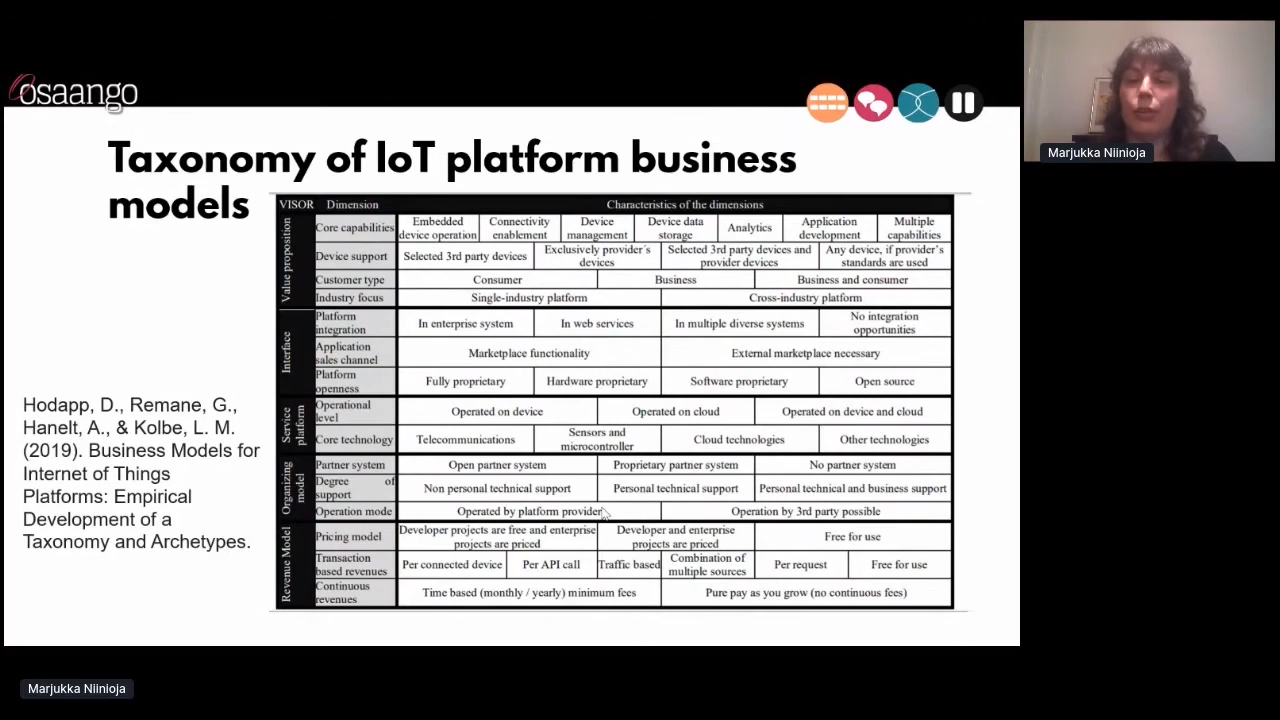 osaango
Marjukka Niinioja
Taxonomy of IoT platform business
models
VISOR Dimension Characteristics of the dimensions
Value proposition
Core capabilities
Embedded device operation
Connectivity enablement
Device management
Device data storage
Analytics
Application development
Multiple capabilities
Device support
Selected 3rd party devices
Exclusively provider´s devices
Selected 3rd party devices and provider devices
Any device, if provider’s standards are used
Customer type
Consumer
Business
Business and consumer
Industry focus
Single-industry platform
Cross-industry platform
Interface
Platform integration
In enterprise system
In web services
In multiple diverse systems
No integration opportunities
Application sales channel
Marketplace functionality
External marketplace necessary
Platform openness
Fully proprietary
Hardware proprietary
Software proprietary
Open source
Service platform
Operational level
Operated on device
Operated on cloud
Operated on device and cloud
Core technology
Telecommunications
Sensors and microcontroller
Cloud technologies
Other technologies
Organizing model
Partner system
Open partner system
Proprietary partner system
No partner system
Degree of support
Non personal technical support
Personal technical support
Personal technical and business support
Operation mode
Operated by platform provider
Operation by 3rd party possible
Revenue Model
Pricing model
Developer projects are free and enterprise projects are priced
Developer and enterprise projects are priced
Free for use
Transaction based revenues
Per connected device
Per API call
Traffic based
Combination of multiple sources
Per request
Free for use
Continuous revenues
Time based (monthly / yearly) minimum fees
Pure pay as you grow (no continuous fees)
Hodapp, D., Remane, G.,
Hanelt, A., & Kolbe, L. M.
(2019). Business Models for
Internet of Things
Platforms: Empirical
Development of a
Taxonomy and Archetypes.
Marjukka Niinioja